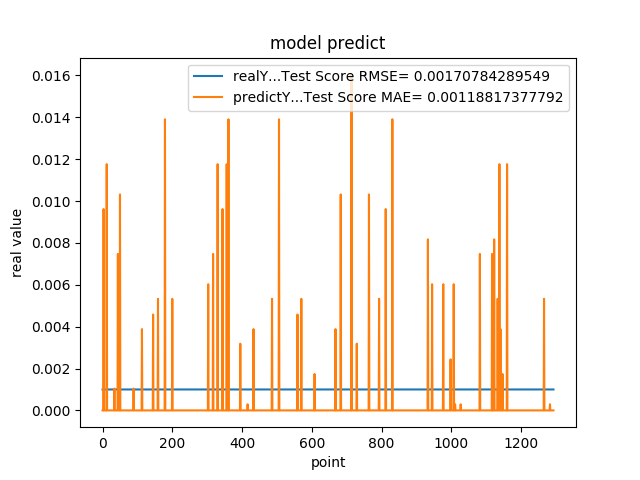 model predict
realY...Test Score RMSE= 0.00170784289549
predictY...Test Score MAE= 0.00118817377792
0.016
0.014
0.012
0.010
0.008
0.006
0.004
0.002
0.000
real value
0 200 400 600 800 1000 1200
point